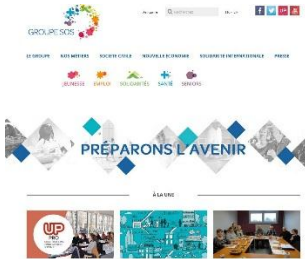 GROUPE SOS
LE GROUPE NOS MÉTIERS SOCIÉTÉ CIVILE NOUVELLE ÉCONOMIE SOLIDARITÉ INTERNATIONALE PRESSE
JEUNESSE EMPLOI SOLIDARITÉS SANTÉ SENIORS
PRÉPARONS L'AVENIR
À LA UNE
UP
PRO